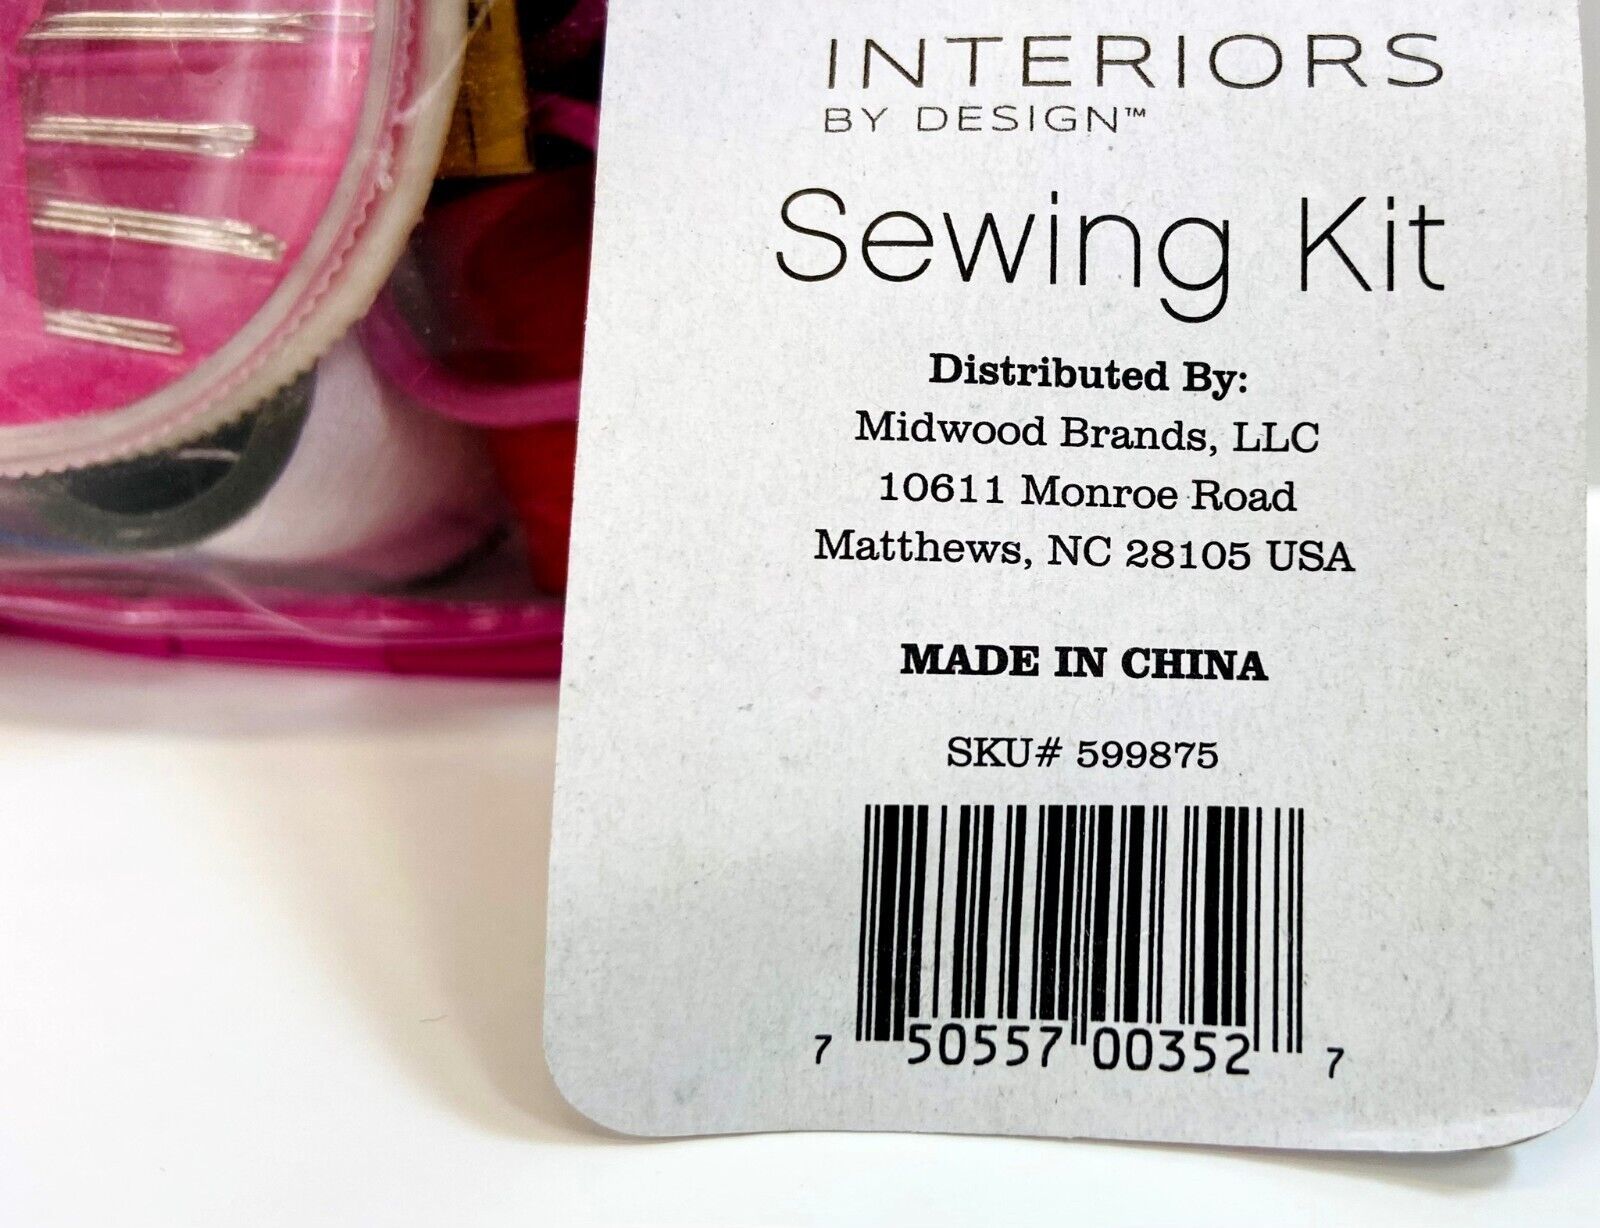 INTERIORS
BY DESIGN™
Sewing Kit
Distributed By:
Midwood Brands, LLC
10611 Monroe Road
Matthews, NC 28105 USA
MADE IN CHINA
SKU# 599875
7 50557 00352 7